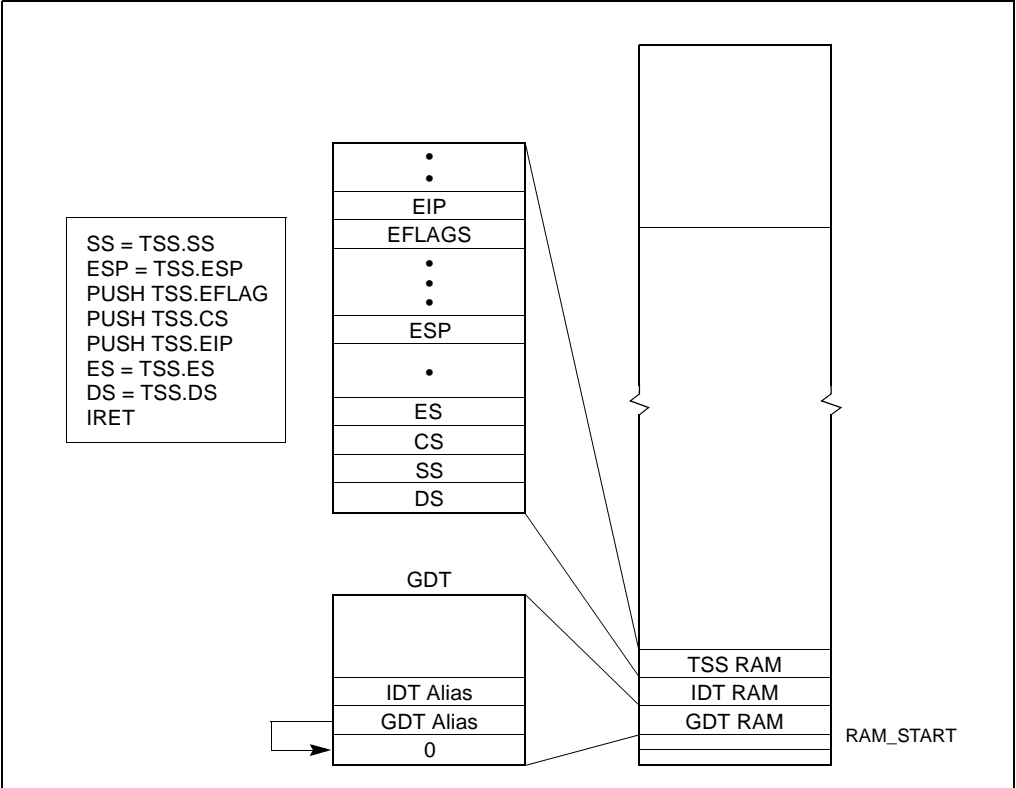 SS = TSS.SS
ESP = TSS.ESP
PUSH TSS.EFLAG
PUSH TSS.CS
PUSH TSS.EIP
ES = TSS.ES
DS = TSS.DS
IRET
EIP
EFLAGS
ESP
ES
CS
SS
DS
GDT
IDT Alias
GDT Alias
0
TSS RAM
IDT RAM
GDT RAM
RAM_START